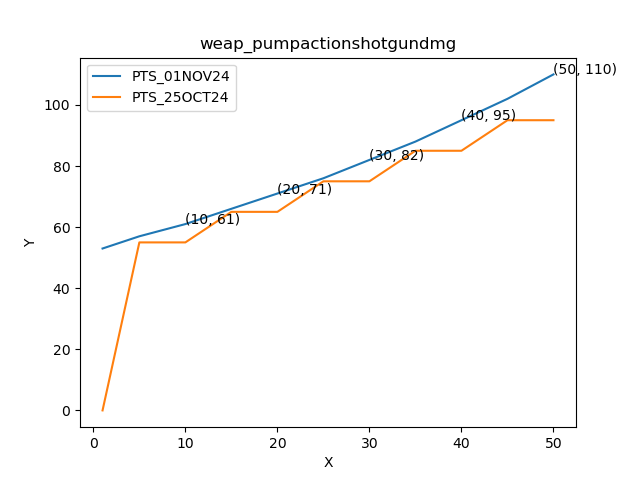 weap_pumpactionshotgundmg
PTS_01NOV24
PTS_25OCT24
(50, 110)
(40, 95)
(30, 82)
(20, 71)
(10, 61)
100
80
60
40
20
0
Y
0 10 20 30 40 50
X